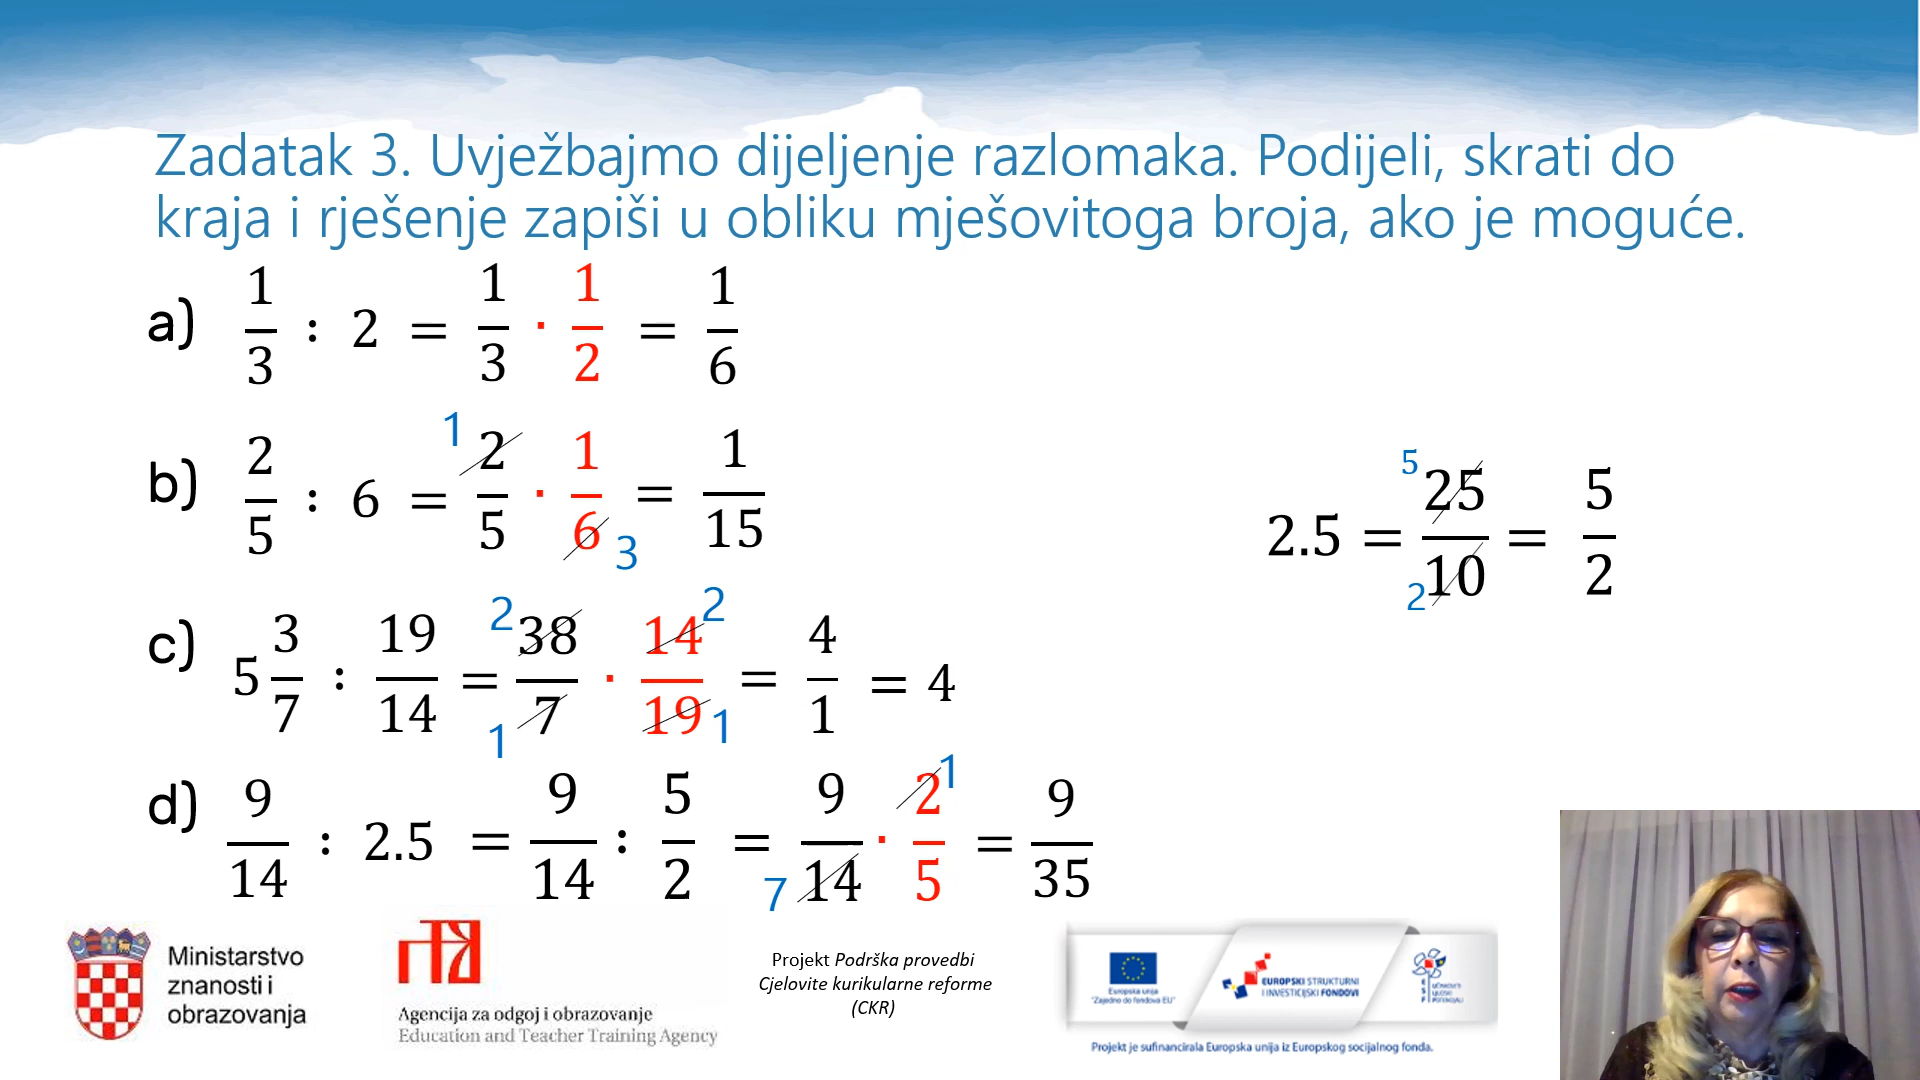 Zadatak 3. Uvježbajmo dijeljenje razlomaka. Podijeli, skrati do
kraja i rješenje zapiši u obliku mješovitoga broja, ako je moguće.
a) 1/3 : 2 = 1/3 · 1/2 = 1/6
b) 2/5 : 6 = 1 2/5 · 1/6 3 = 1/15
2.5 = 5 25/10 2 = 5/2
c) 5 3/7 : 19/14 = 2 38/7 1 · 14 2/19 1 = 4/1 = 4
d) 9/14 : 2.5 = 9/14 : 5/2 = 9/14 7 · 2 1/5 = 9/35
Ministarstvo
znanosti i
obrazovanja
Agencija za odgoj i obrazovanje
Education and Teacher Training Agency
Projekt Podrška provedbi
Cjelovite kurikularne reforme
(CKR)
Europska unija
"Zajedno do fondova EU"
EUROPSKI STRUKTURNI
I INVESTICIJSKI FONDOVI
ESF
UČINKOVITI
LJUDSKI
POTENCIJALI
Projekt je sufinancirala Europska unija iz Europskog socijalnog fonda.